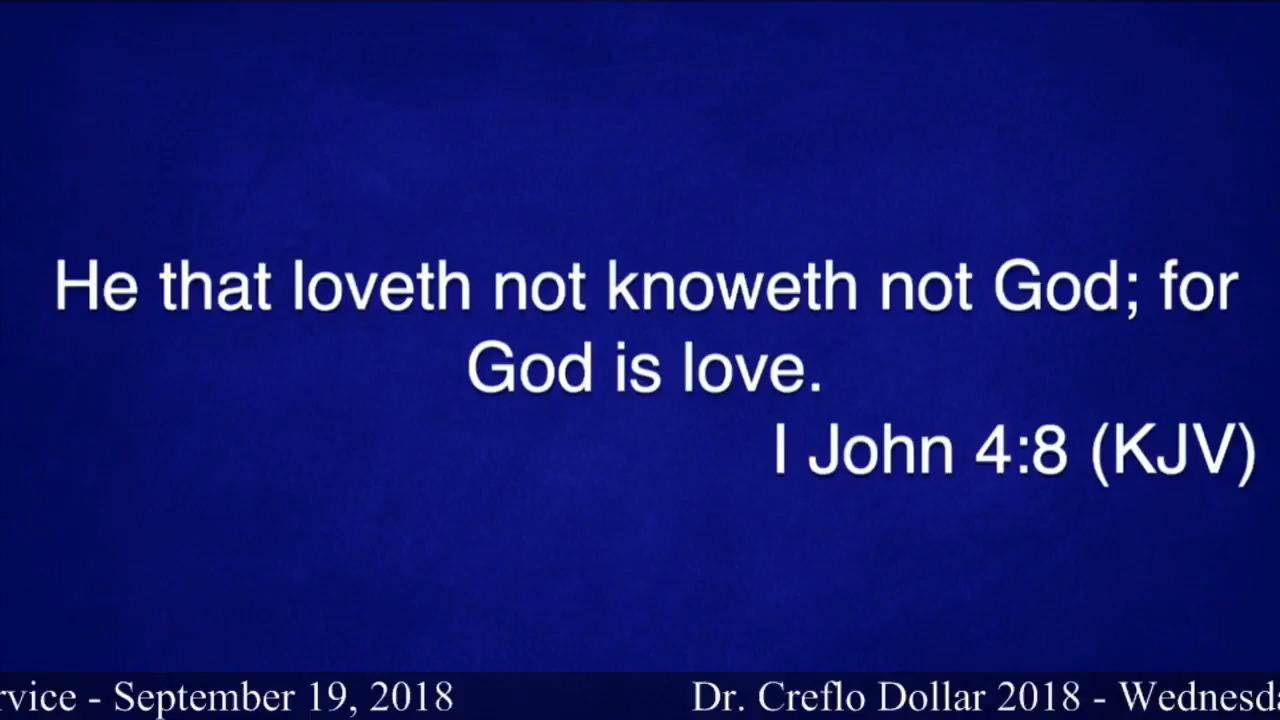 He that loveth not knoweth not God; for
God is love.
I John 4:8 (KJV)
rvice - September 19, 2018 Dr. Creflo Dollar 2018 - Wednesda